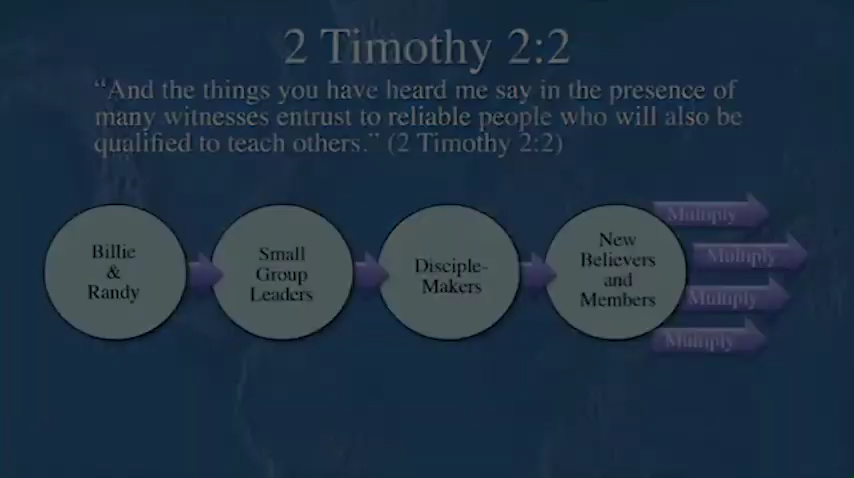 2 Timothy 2:2
“And the things you have heard me say in the presence of
many witnesses entrust to reliable people who will also be
qualified to teach others.” (2 Timothy 2:2)
Billie
&
Randy
Small
Group
Leaders
Disciple-
Makers
New
Believers
and
Members
Multiply
Multiply
Multiply
Multiply